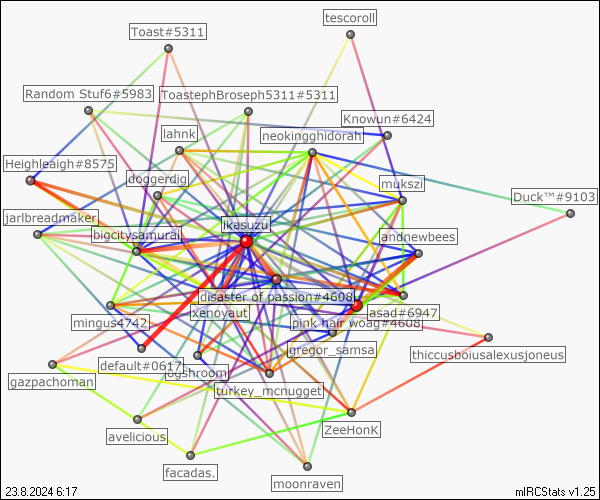 tescoroll
Toast#5311
Random Stuf6#5983
ToastephBroseph5311#5311
Knowun#6424
lahnk
neokingghidorah
Heighleaigh#8575
doggerdig
mukszi
Duck™#9103
jarlbreadmaker
ikasuzu
bigcitysamurai
andnewbees
disaster of passion#4608
xenovaut
asad#6947
mingus4742
pink hair woag#4608
gregor_samsa
default#0617
ogshroom
thiccusboiusalexusjoneus
gazpachoman
turkey_mcnugget
ZeeHonK
avelicious
facadas.
moonraven
23.8.2024 6:17
mIRCStats v1.25